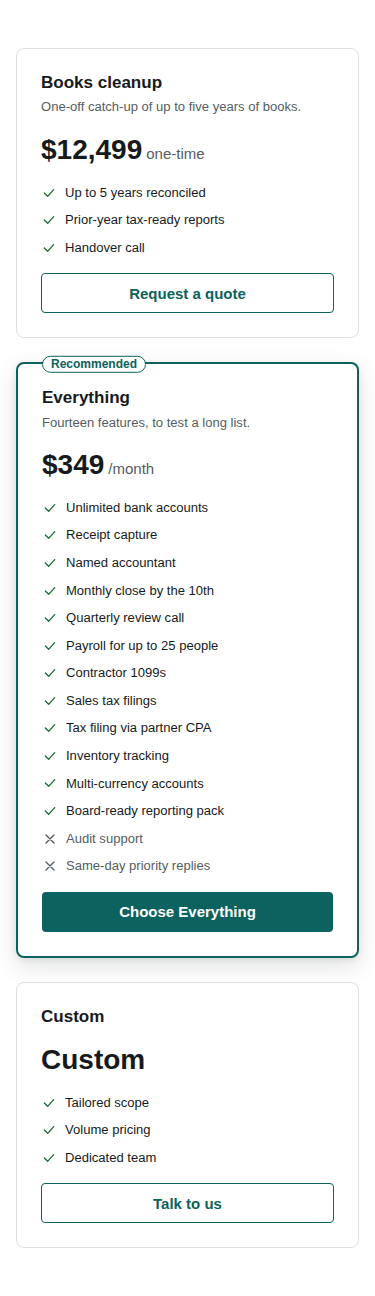 Books cleanup
One-off catch-up of up to five years of books.
$12,499 one-time
Up to 5 years reconciled
Prior-year tax-ready reports
Handover call
Request a quote
Recommended
Everything
Fourteen features, to test a long list.
$349 /month
Unlimited bank accounts
Receipt capture
Named accountant
Monthly close by the 10th
Quarterly review call
Payroll for up to 25 people
Contractor 1099s
Sales tax filings
Tax filing via partner CPA
Inventory tracking
Multi-currency accounts
Board-ready reporting pack
Audit support
Same-day priority replies
Choose Everything
Custom
Custom
Tailored scope
Volume pricing
Dedicated team
Talk to us